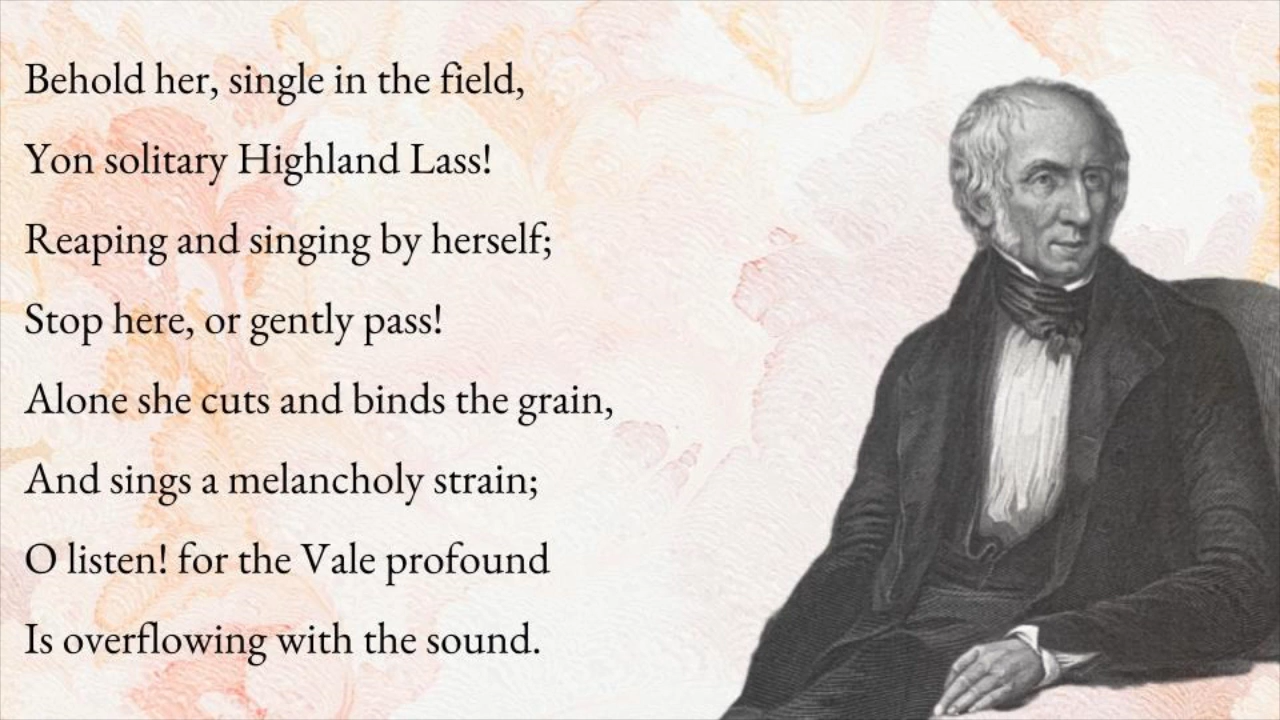 Behold her, single in the field,
Yon solitary Highland Lass!
Reaping and singing by herself;
Stop here, or gently pass!
Alone she cuts and binds the grain,
And sings a melancholy strain;
O listen! for the Vale profound
Is overflowing with the sound.